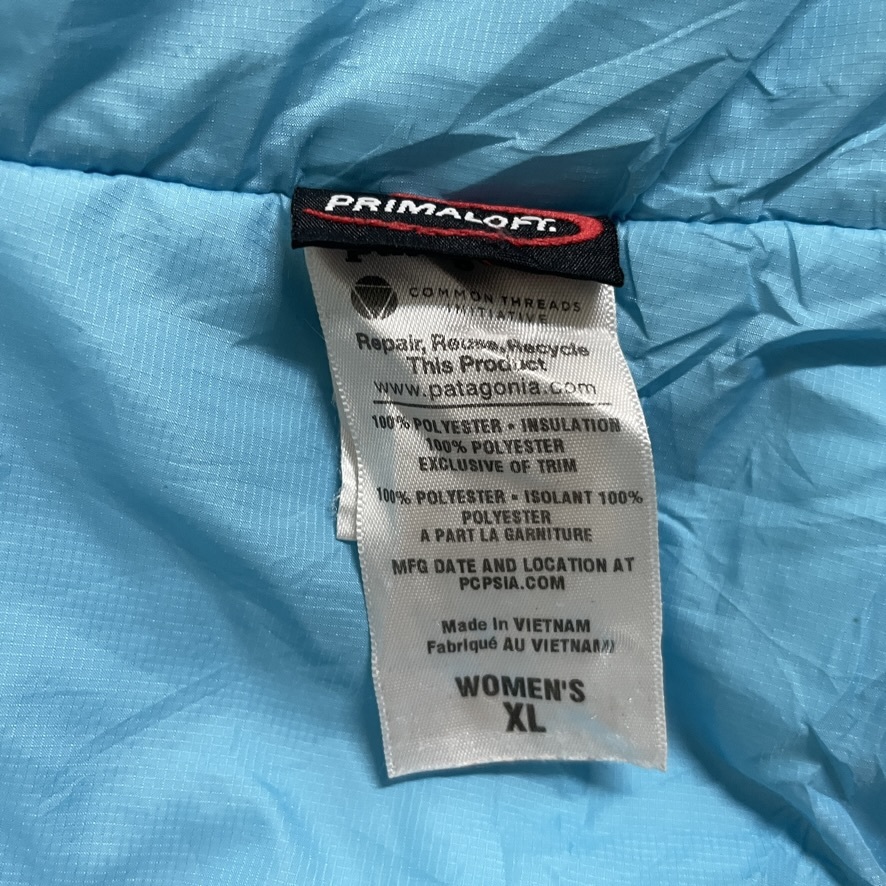 PRIMALOFT.
COMMON THREADS
INITIATIVE
Repair, Reuse, Recycle
This Product
www.patagonia.com
100% POLYESTER • INSULATION
100% POLYESTER
EXCLUSIVE OF TRIM
100% POLYESTER • ISOLANT 100%
POLYESTER
A PART LA GARNITURE
MFG DATE AND LOCATION AT
PCPSIA.COM
Made in VIETNAM
Fabriqué AU VIETNAM
WOMEN'S
XL